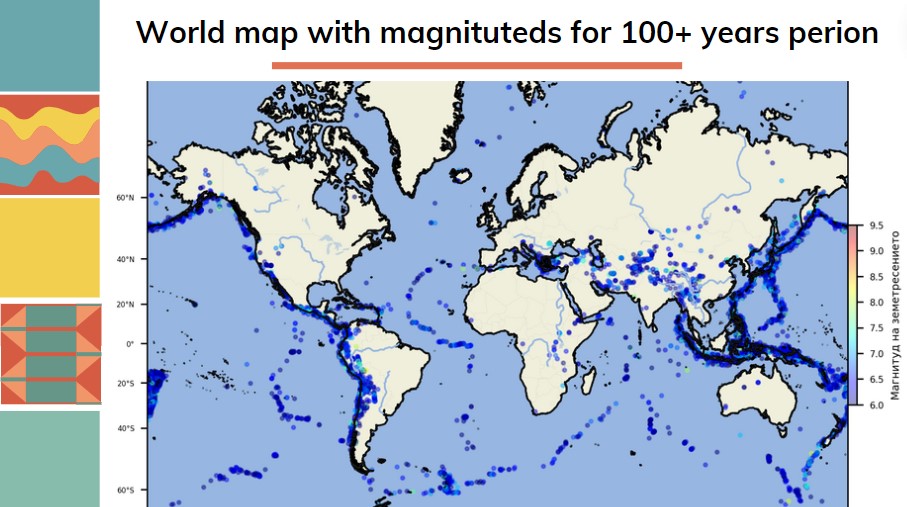 World map with magnituteds for 100+ years perion
60°N
40°N
20°N
0°
20°S
40°S
60°S
9.5
9.0
8.5
8.0
7.5
7.0
6.5
6.0
Магнитуд на земетресението